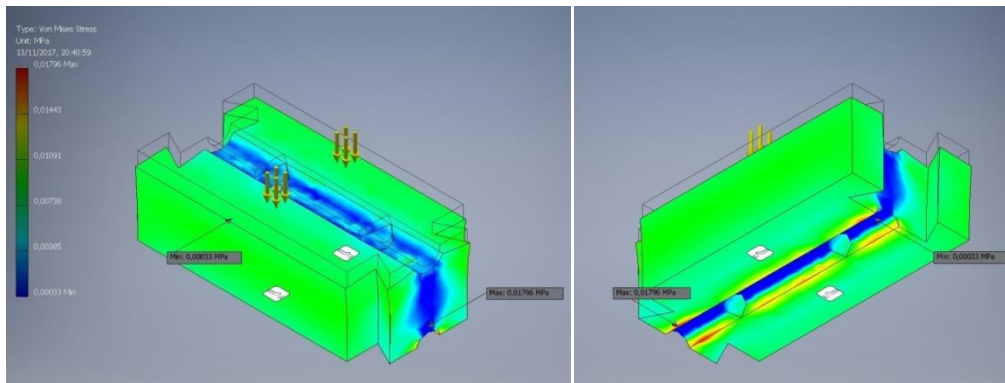 Type: Von Mises Stress
Unit: MPa
13/11/2017, 20:40:59
0,01796 Max
0,01443
0,01091
0,00738
0,00385
0,00033 Min
Min: 0,00033 MPa
Max: 0,01796 MPa
Min: 0,00033 MPa
Max: 0,01796 MPa